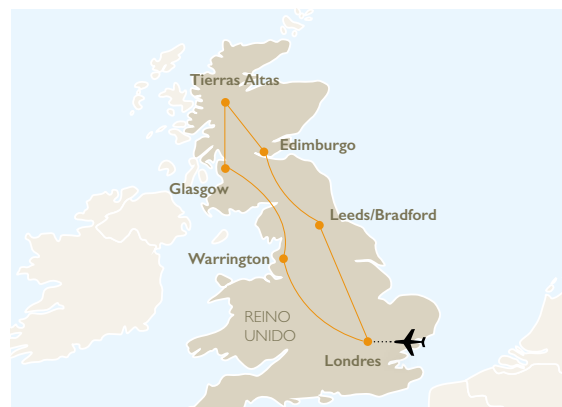 Tierras Altas
Edimburgo
Glasgow
Leeds/Bradford
Warrington
REINO
UNIDO
Londres